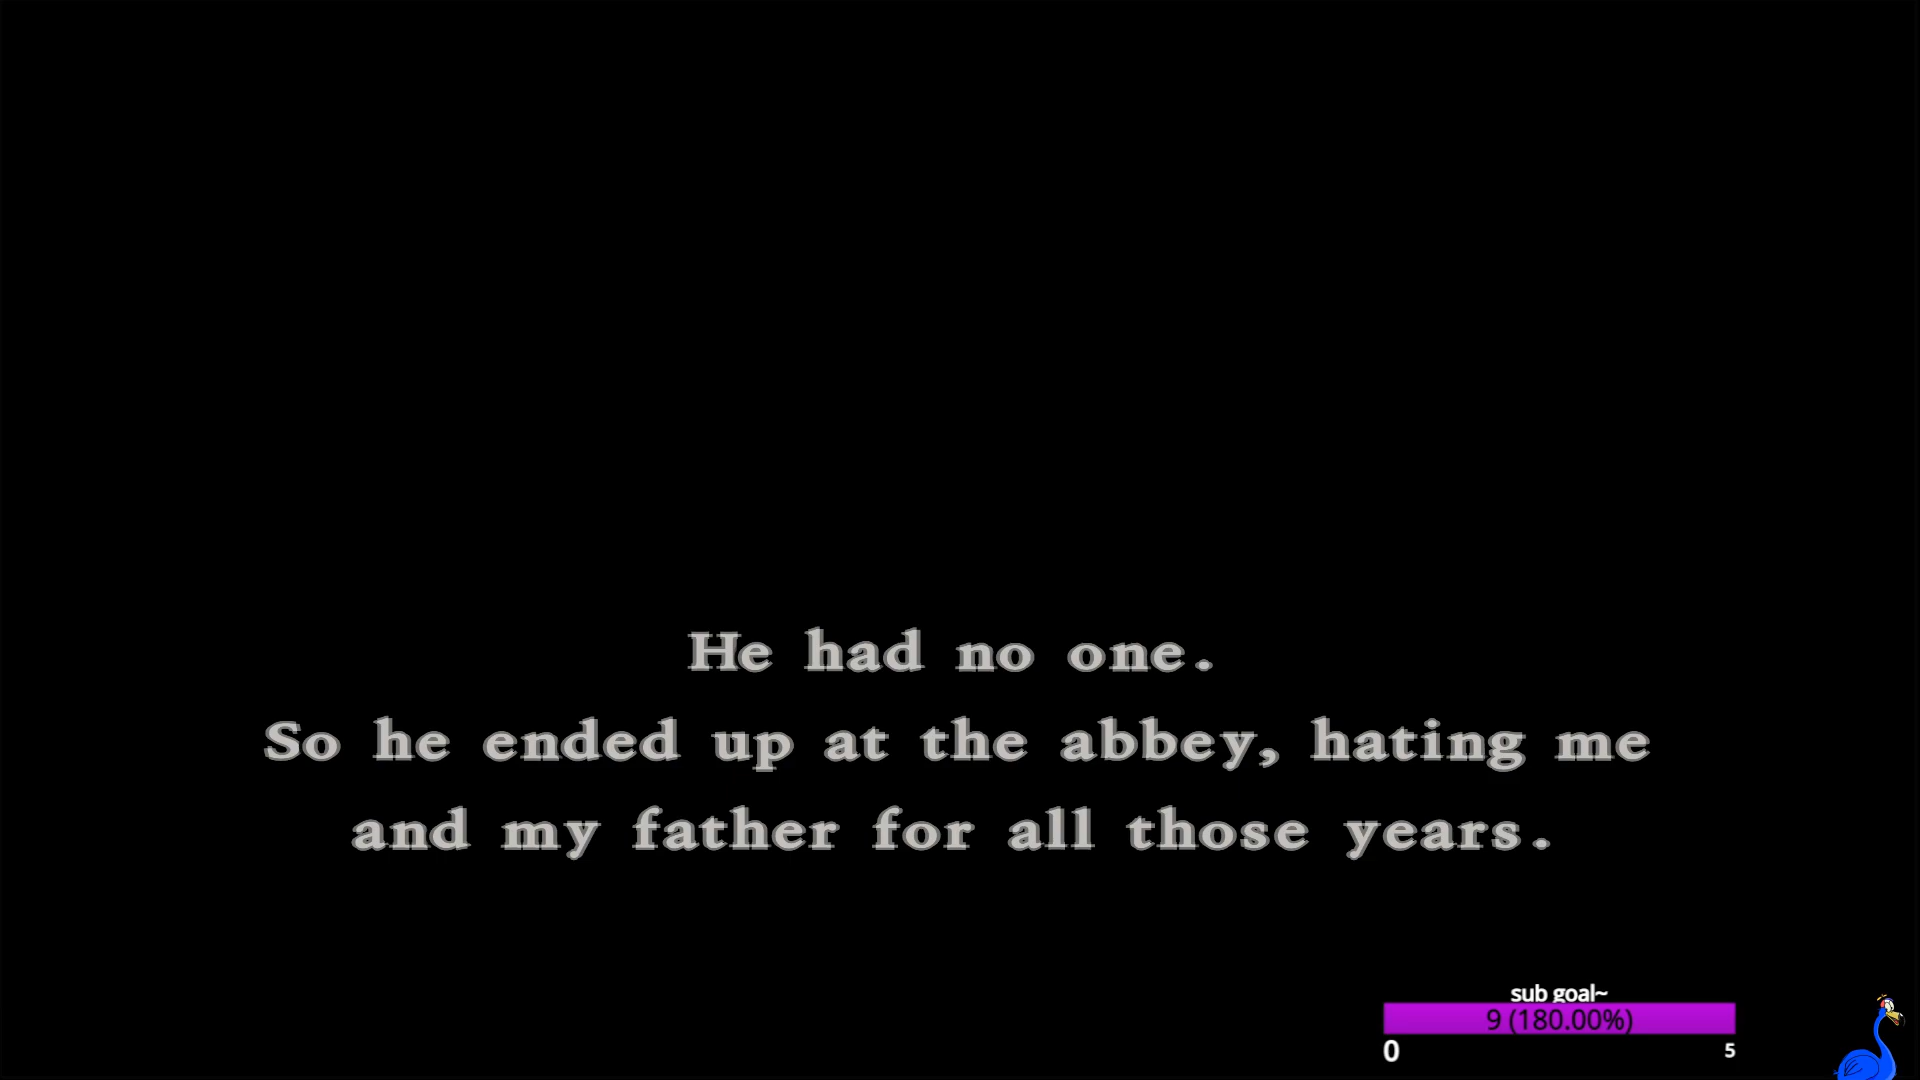 He had no one.
So he ended up at the abbey, hating me
and my father for all those years.
sub goal~
9 (180.00%)
0 5